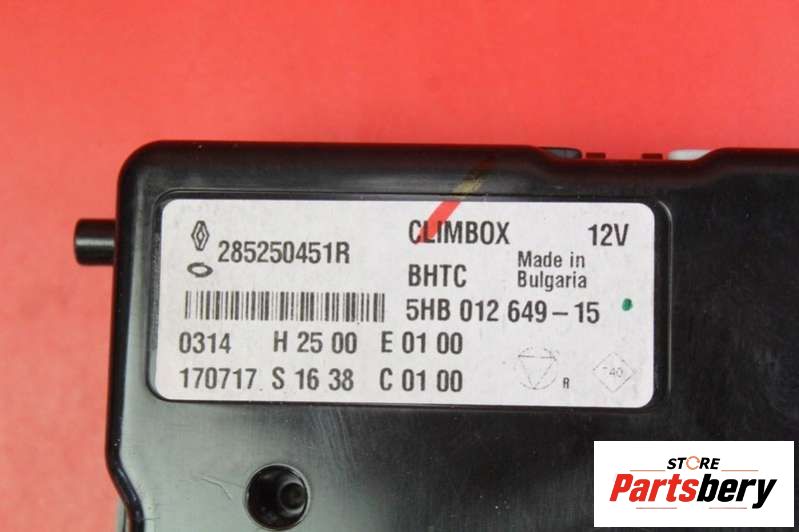 285250451R
CLIMBOX 12V
BHTC Made in Bulgaria
5HB 012 649-15
0314 H 25 00 E 01 00
170717 S 16 38 C 01 00
R
STORE
Partsbery